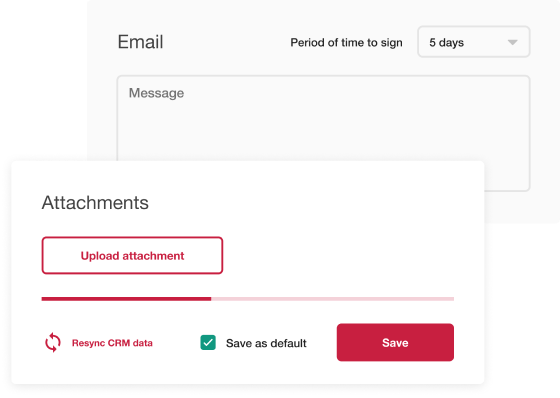 Email
Period of time to sign
5 days
Message
Attachments
Upload attachment
Resync CRM data
Save as default
Save